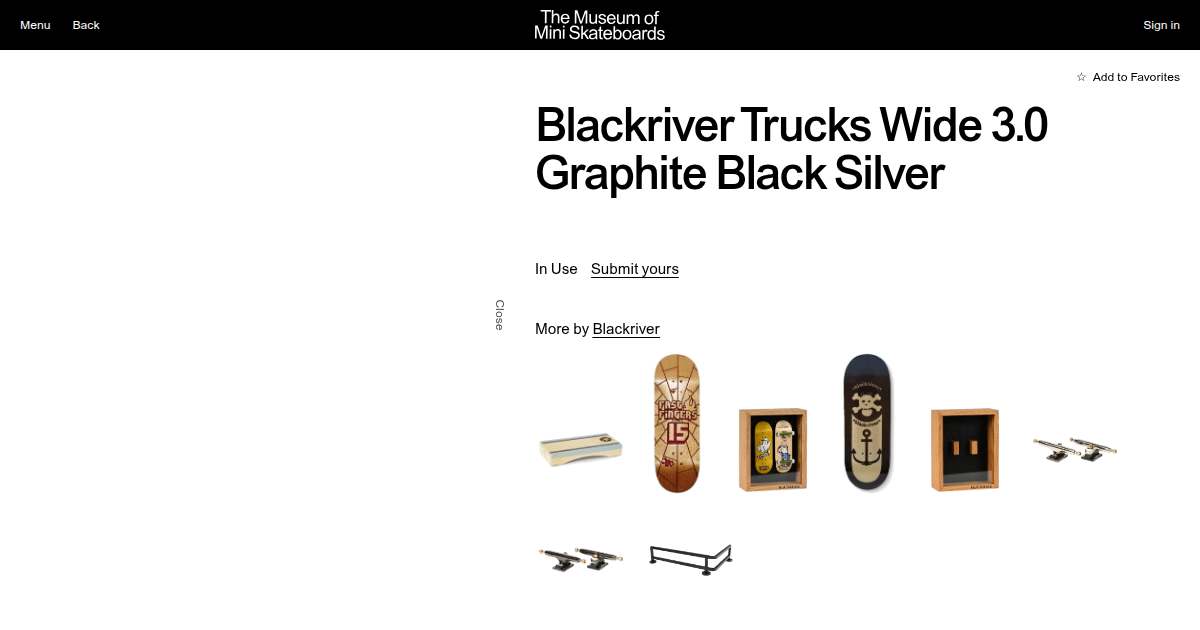 Menu
Back
The Museum of
Mini Skateboards
Sign in
☆ Add to Favorites
Blackriver Trucks Wide 3.0
Graphite Black Silver
In Use Submit yours
Close
More by Blackriver
FAST
FINGERS
15